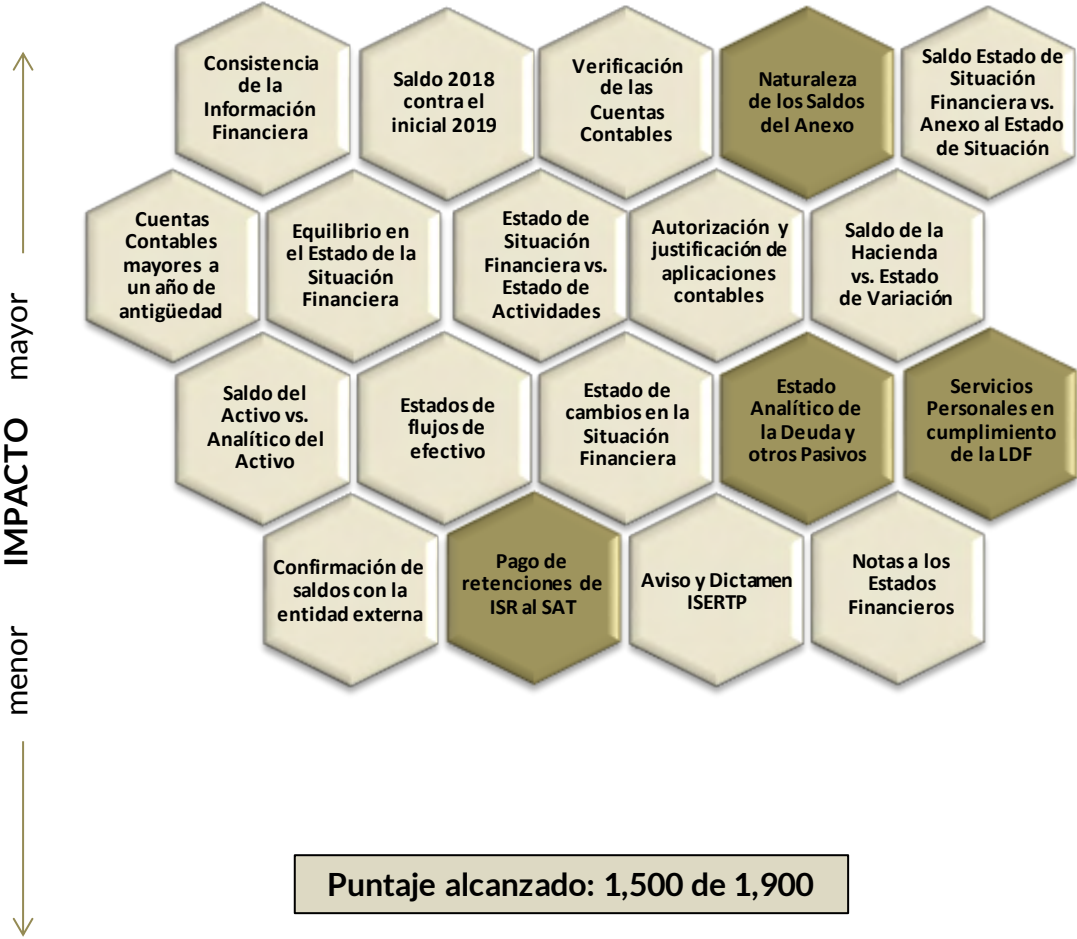 Consistencia
de la
Información
Financiera
Saldo 2018
contra el
inicial 2019
Verificación
de las
Cuentas
Contables
Naturaleza
de los Saldos
del Anexo
Saldo Estado de
Situación
Financiera vs.
Anexo al Estado
de Situación
Cuentas
Contables
mayores a
un año de
antigüedad
Equilibrio en
el Estado de la
Situación
Financiera
Estado de
Situación
Financiera vs.
Estado de
Actividades
Autorización y
justificación de
aplicaciones
contables
Saldo de la
Hacienda
vs. Estado
de Variación
Saldo del
Activo vs.
Analítico del
Activo
Estados de
flujos de
efectivo
Estado de
cambios en la
Situación
Financiera
Estado
Analítico de
la Deuda y
otros Pasivos
Servicios
Personales en
cumplimiento
de la LDF
Confirmación de
saldos con la
entidad externa
Pago de
retenciones de
ISR al SAT
Aviso y Dictamen
ISERTP
Notas a los
Estados
Financieros
menor IMPACTO mayor
Puntaje alcanzado: 1,500 de 1,900